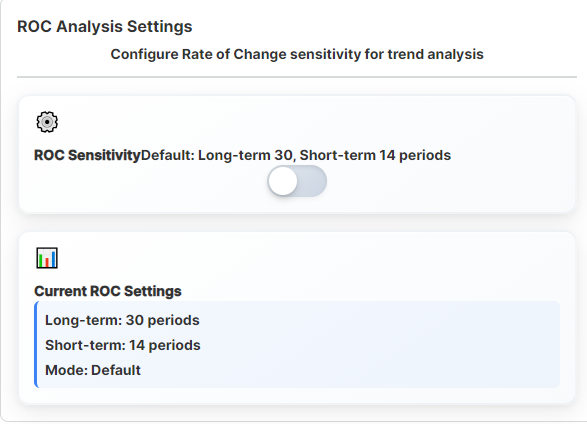 ROC Analysis Settings
Configure Rate of Change sensitivity for trend analysis
ROC SensitivityDefault: Long-term 30, Short-term 14 periods
Current ROC Settings
Long-term: 30 periods
Short-term: 14 periods
Mode: Default